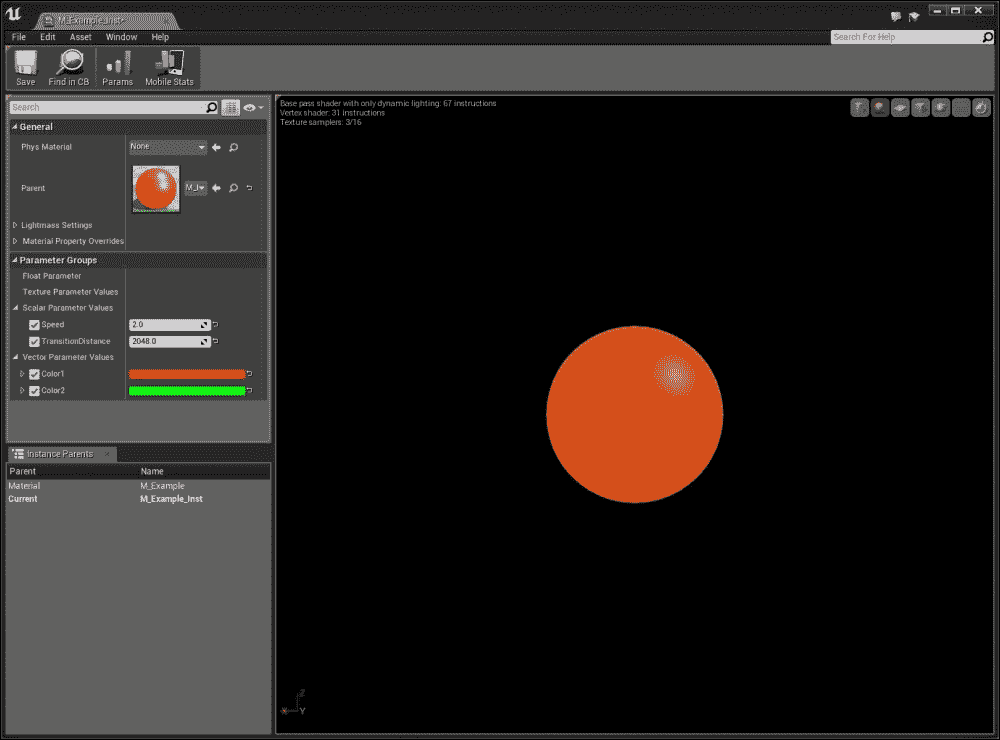 M_Example_Inst*
File Edit Asset Window Help
Search For Help
Save Find in CB Params Mobile Stats
Search
General
Phys Material None
Parent M_
Lightmass Settings
Material Property Overrides
Parameter Groups
Float Parameter
Texture Parameter Values
Scalar Parameter Values
Speed 2.0
TransitionDistance 2048.0
Vector Parameter Values
Color1
Color2
Instance Parents
Parent Name
Material M_Example
Current M_Example_Inst
Base pass shader with only dynamic lighting: 67 instructions
Vertex shader: 31 instructions
Texture samplers: 3/16
Z
X Y